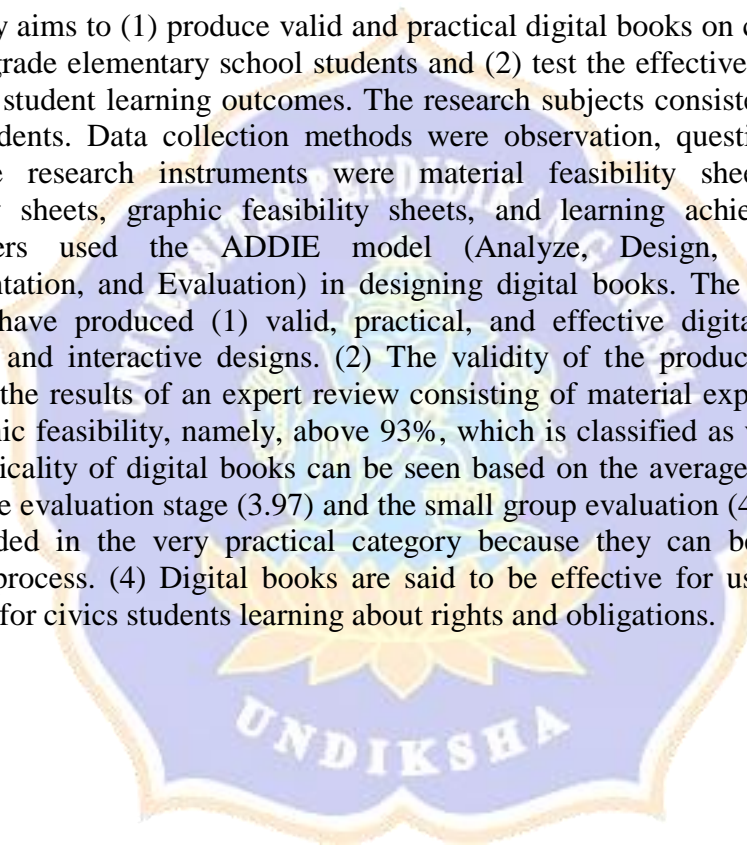 y aims to (1) produce valid and practical digital books on c
grade elementary school students and (2) test the effective
student learning outcomes. The research subjects consiste
dents. Data collection methods were observation, questi
e research instruments were material feasibility shee
y sheets, graphic feasibility sheets, and learning achie
ers used the ADDIE model (Analyze, Design,
ntation, and Evaluation) in designing digital books. The
have produced (1) valid, practical, and effective digita
and interactive designs. (2) The validity of the produc
the results of an expert review consisting of material exp
nic feasibility, namely, above 93%, which is classified as v
icality of digital books can be seen based on the average
e evaluation stage (3.97) and the small group evaluation (4
ded in the very practical category because they can be
process. (4) Digital books are said to be effective for us
for civics students learning about rights and obligations.
UNIVERSITAS PENDIDIKAN GANESHA
UNDIKSHA